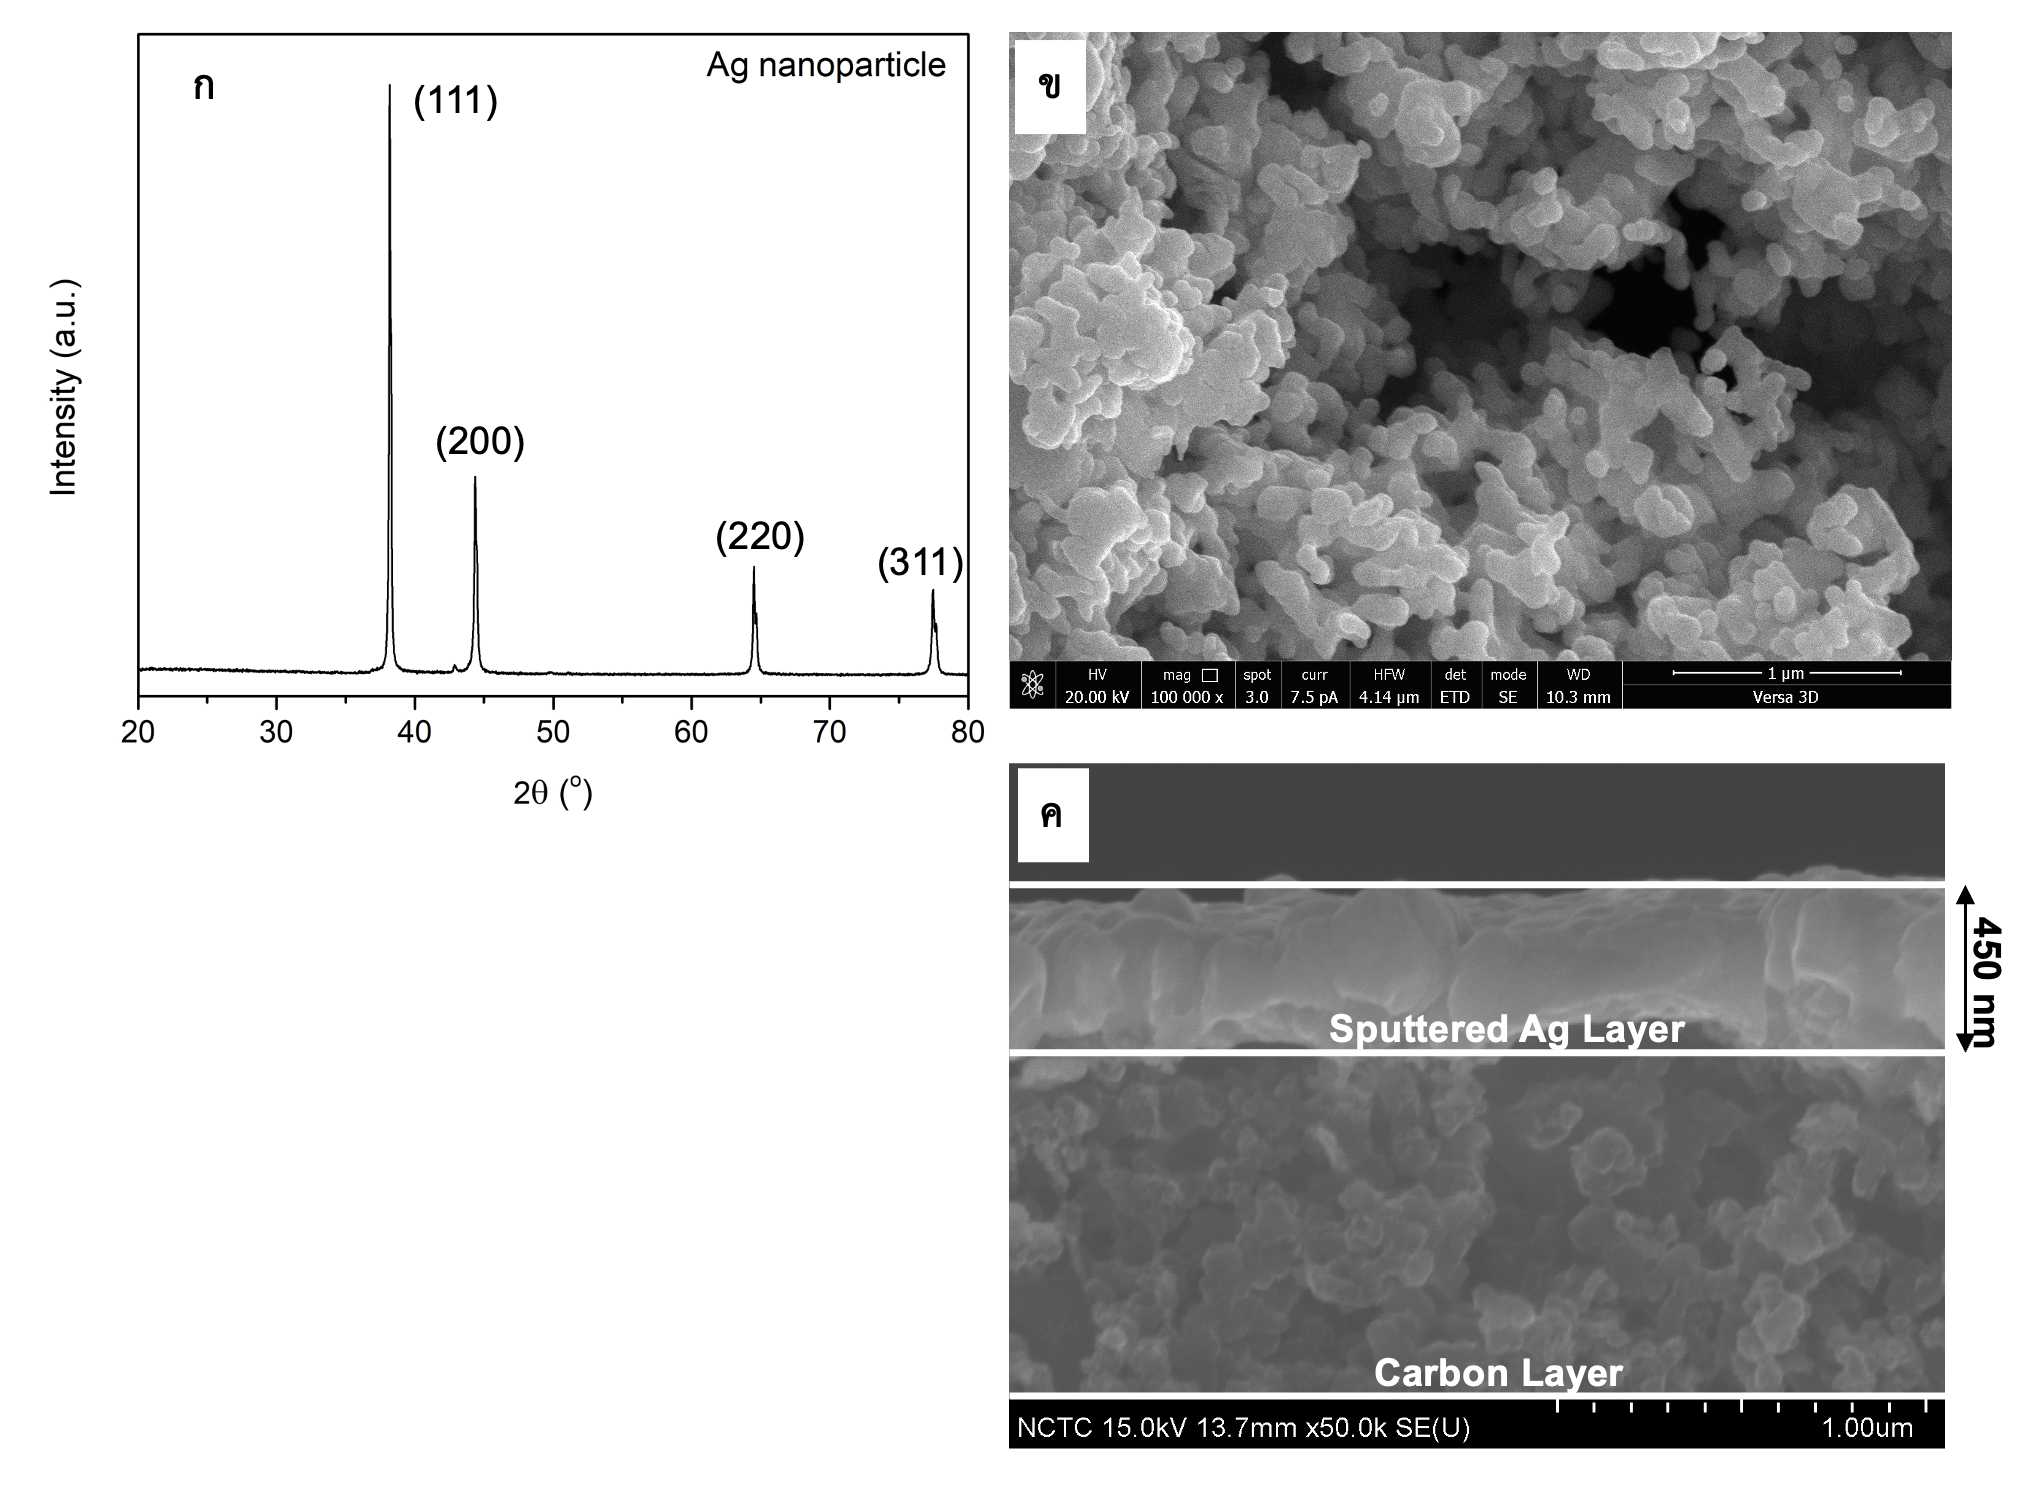 ก
Ag nanoparticle
(111)
(200)
(220)
(311)
Intensity (a.u.)
20 30 40 50 60 70 80
2θ (°)
ข
HV mag spot curr HFW det mode WD 1 µm
20.00 kV 100 000 x 3.0 7.5 pA 4.14 µm ETD SE 10.3 mm Versa 3D
ค
450 nm
Sputtered Ag Layer
Carbon Layer
NCTC 15.0kV 13.7mm x50.0k SE(U) 1.00um